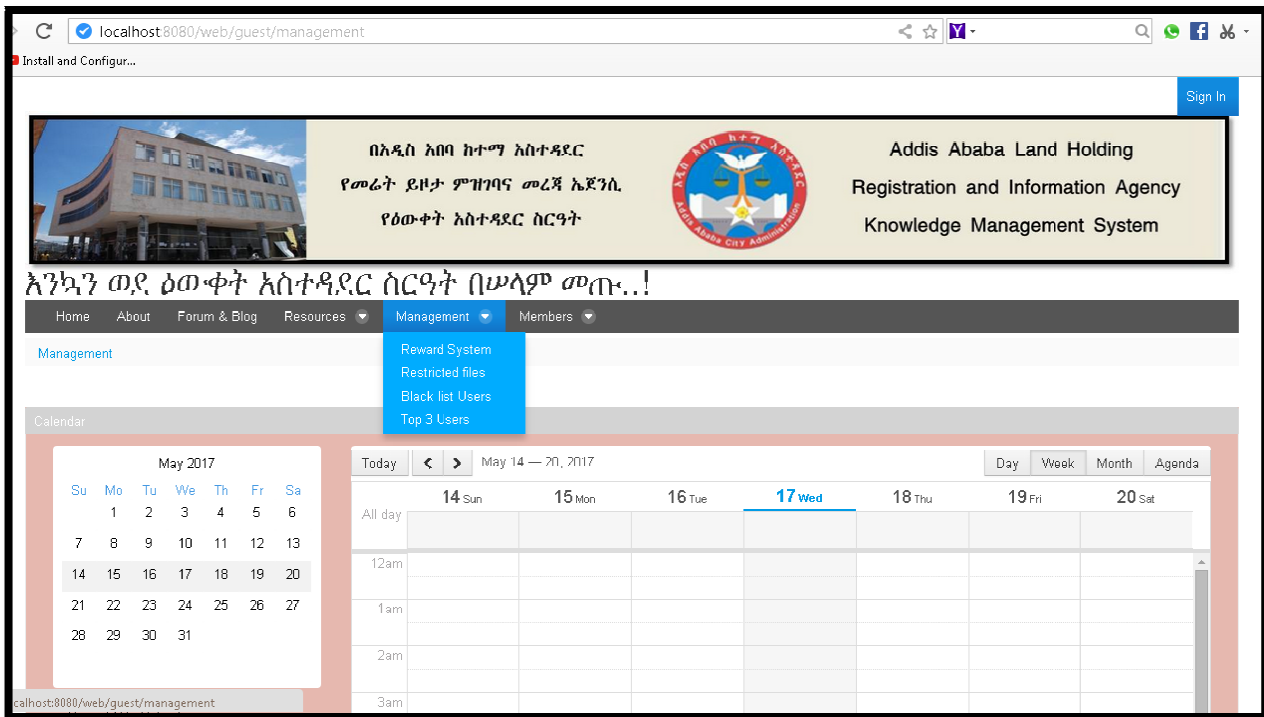 localhost:8080/web/guest/management
Install and Configur...
Sign In
በአዲስ አበባ ከተማ አስተዳደር
የመሬት ይዞታ ምዝገባና መረጃ ኤጀንሲ
የዕውቀት አስተዳደር ስርዓት
አዲስ አበባ ከተማ አስተዳደር
Addis Ababa City Administration
Addis Ababa Land Holding
Registration and Information Agency
Knowledge Management System
እንኳን ወደ ዕውቀት አስተዳደር ስርዓት በሠላም መጡ..!
Home About Forum & Blog Resources Management Members
Management
Reward System
Restricted files
Black list Users
Top 3 Users
Calendar
May 2017
Su Mo Tu We Th Fr Sa
1 2 3 4 5 6
7 8 9 10 11 12 13
14 15 16 17 18 19 20
21 22 23 24 25 26 27
28 29 30 31
Today May 14 — 20, 2017 Day Week Month Agenda
14 Sun 15 Mon 16 Tue 17 Wed 18 Thu 19 Fri 20 Sat
All day
12am
1am
2am
3am
calhost:8080/web/guest/management